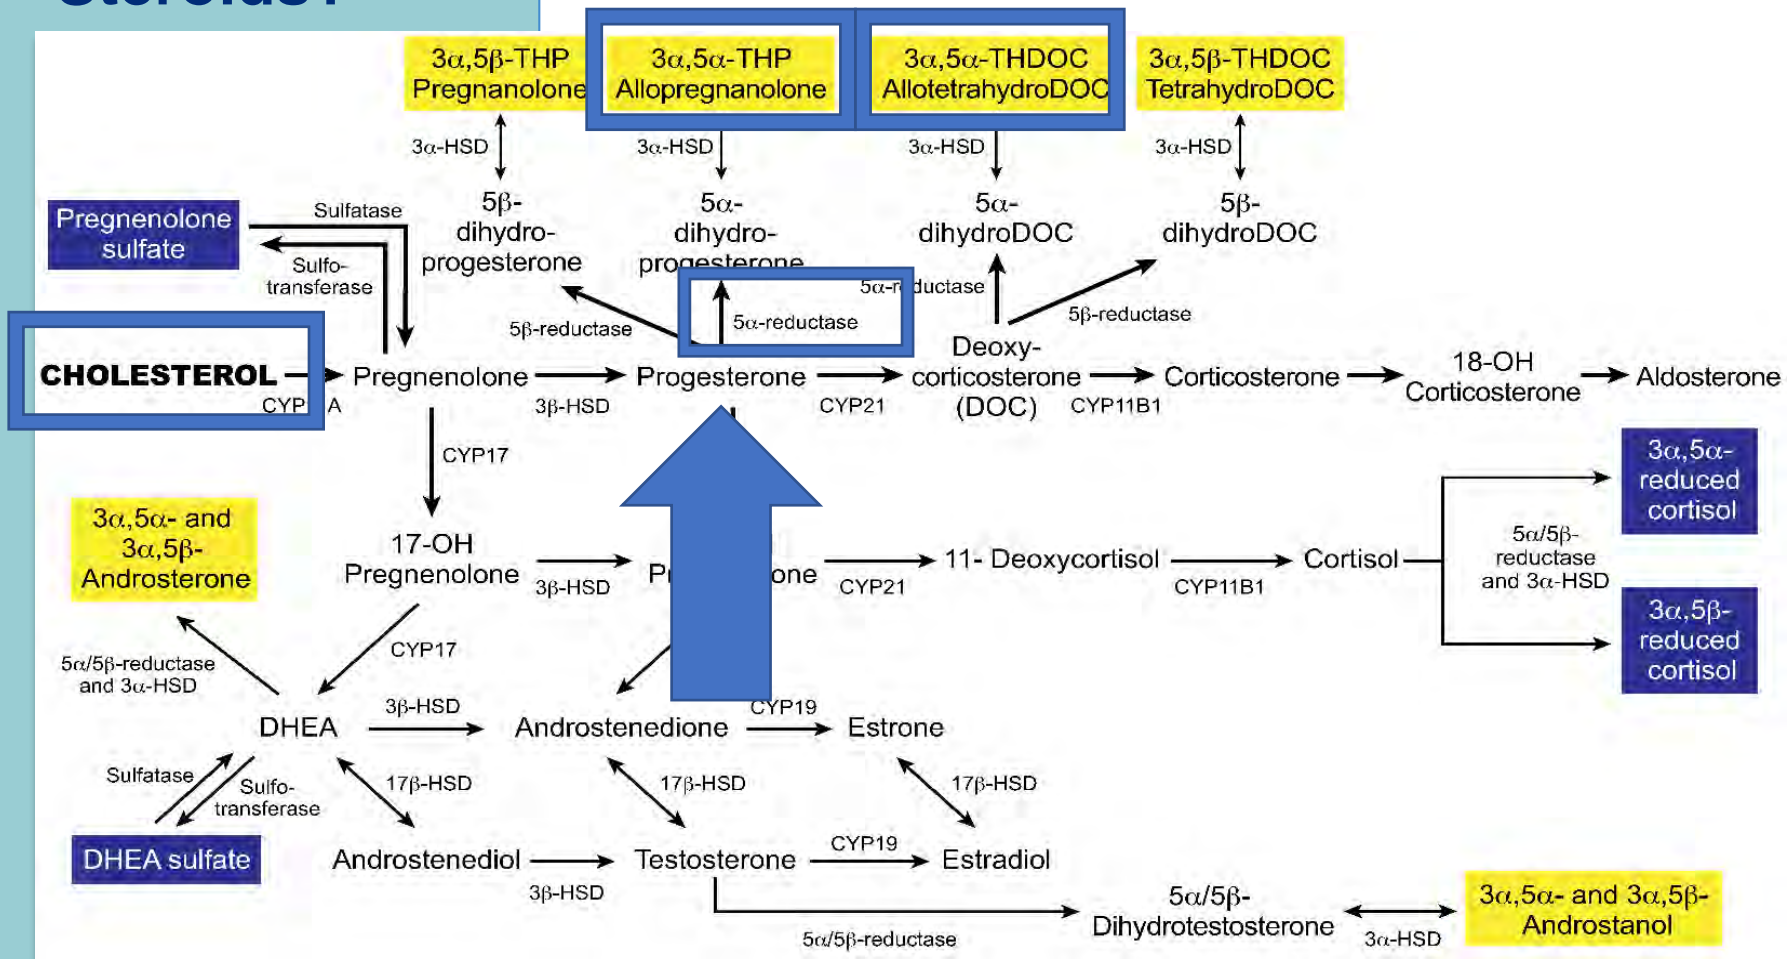 3α,5β-THP
Pregnanolone
3α,5α-THP
Allopregnanolone
3α,5α-THDOC
AllotetrahydroDOC
3α,5β-THDOC
TetrahydroDOC
3α-HSD
3α-HSD
3α-HSD
3α-HSD
Pregnenolone
sulfate
Sulfatase
Sulfo-
transferase
5β-
dihydro-
progesterone
5α-
dihydro-
progesterone
5α-
dihydroDOC
5β-
dihydroDOC
5β-reductase
5α-reductase
5α-reductase
5β-reductase
CHOLESTEROL
Pregnenolone
3β-HSD
Progesterone
CYP21
Deoxy-
corticosterone
(DOC)
CYP11B1
Corticosterone
18-OH
Corticosterone
Aldosterone
CYP17
3α,5α- and
3α,5β-
Androsterone
17-OH
Pregnenolone
3β-HSD
CYP21
11- Deoxycortisol
CYP11B1
Cortisol
5α/5β-
reductase
and 3α-HSD
3α,5α-
reduced
cortisol
3α,5β-
reduced
cortisol
5α/5β-reductase
and 3α-HSD
CYP17
DHEA
3β-HSD
Androstenedione
CYP19
Estrone
Sulfatase
Sulfo-
transferase
17β-HSD
17β-HSD
17β-HSD
DHEA sulfate
Androstenediol
3β-HSD
Testosterone
CYP19
Estradiol
5α/5β-reductase
5α/5β-
Dihydrotestosterone
3α-HSD
3α,5α- and 3α,5β-
Androstanol